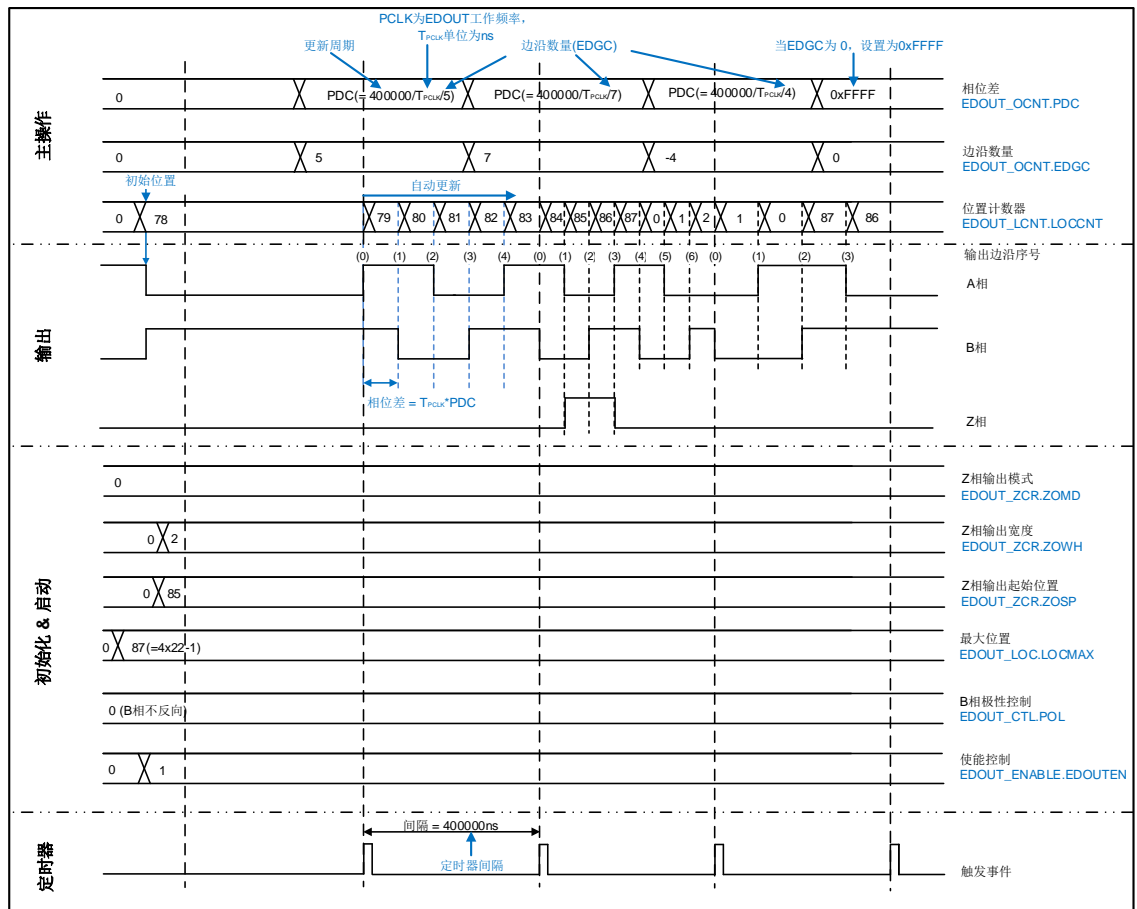 PCLK为EDOUT工作频率，
TPCLK单位为ns
更新周期
边沿数量(EDGC)
当EDGC为 0，设置为0xFFFF
主操作
0
PDC(= 400000/TPCLK/5)
PDC(= 400000/TPCLK/7)
PDC(= 400000/TPCLK/4)
0xFFFF
相位差
EDOUT_OCNT.PDC
0
5
7
-4
0
边沿数量
EDOUT_OCNT.EDGC
初始位置
自动更新
0
78
79
80
81
82
83
84
85
86
87
0
1
2
1
0
87
86
位置计数器
EDOUT_LCNT.LOCCNT
输出
(0)
(1)
(2)
(3)
(4)
(0)
(1)
(2)
(3)
(4)
(5)
(6)
(0)
(1)
(2)
(3)
输出边沿序号
A相
B相
相位差 = TPCLK*PDC
Z相
初始化 & 启动
0
Z相输出模式
EDOUT_ZCR.ZOMD
0
2
Z相输出宽度
EDOUT_ZCR.ZOWH
0
85
Z相输出起始位置
EDOUT_ZCR.ZOSP
0
87(=4x22-1)
最大位置
EDOUT_LOC.LOCMAX
0 (B相不反向)
B相极性控制
EDOUT_CTL.POL
0
1
使能控制
EDOUT_ENABLE.EDOUTEN
定时器
间隔 = 400000ns
定时器间隔
触发事件